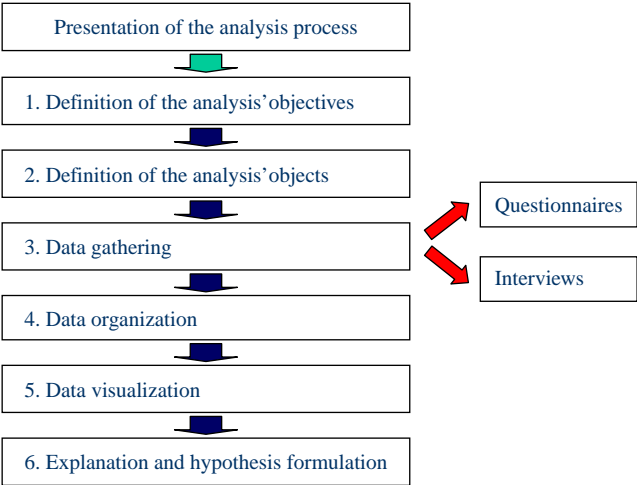 Presentation of the analysis process
1. Definition of the analysis’objectives
2. Definition of the analysis’objects
3. Data gathering
Questionnaires
Interviews
4. Data organization
5. Data visualization
6. Explanation and hypothesis formulation